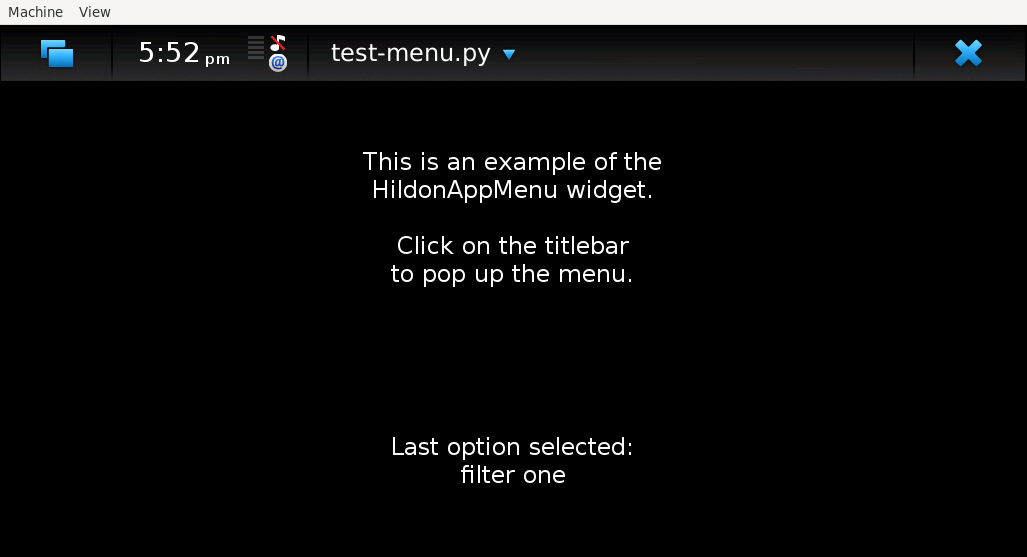 Machine View
5:52 pm @ test-menu.py
This is an example of the
HildonAppMenu widget.
Click on the titlebar
to pop up the menu.
Last option selected:
filter one